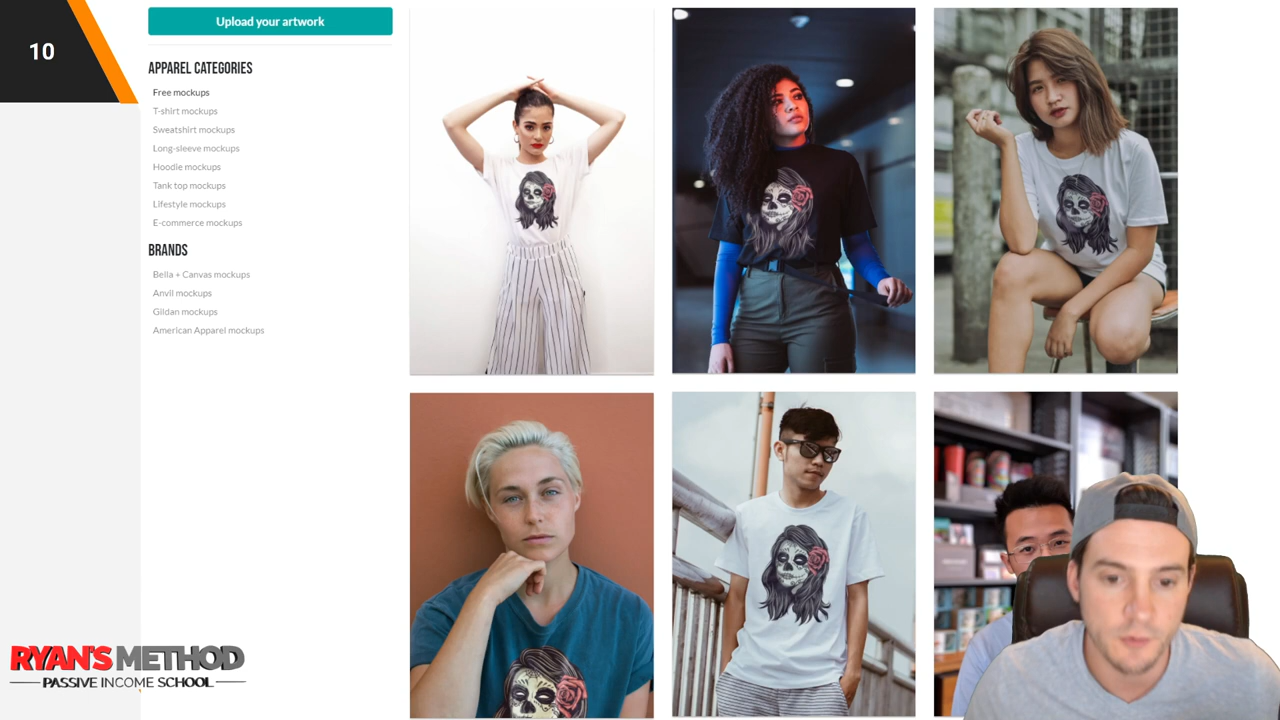 10
Upload your artwork
APPAREL CATEGORIES
Free mockups
T-shirt mockups
Sweatshirt mockups
Long-sleeve mockups
Hoodie mockups
Tank top mockups
Lifestyle mockups
E-commerce mockups
BRANDS
Bella + Canvas mockups
Anvil mockups
Gildan mockups
American Apparel mockups
RYAN'S METHOD
PASSIVE INCOME SCHOOL